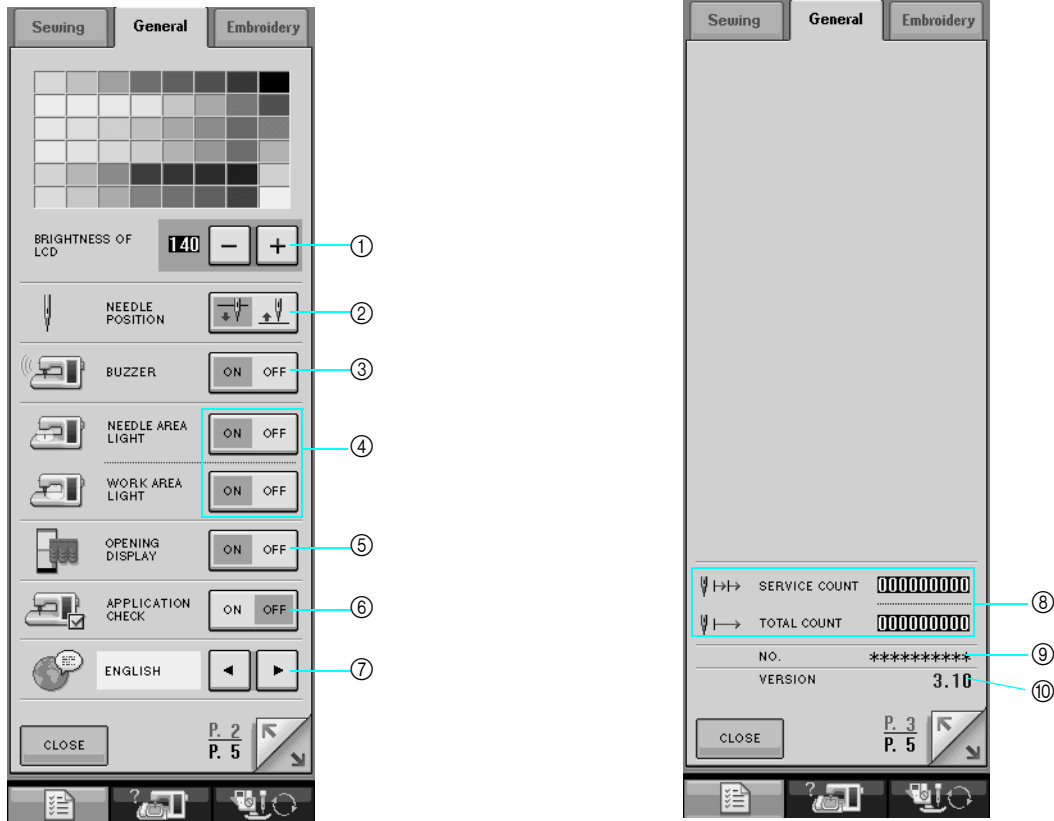 Sewing General Embroidery
BRIGHTNESS OF
LCD
140 − +
①
NEEDLE
POSITION
②
BUZZER
ON OFF
③
NEEDLE AREA
LIGHT
ON OFF
④
WORK AREA
LIGHT
ON OFF
OPENING
DISPLAY
ON OFF
⑤
APPLICATION
CHECK
ON OFF
⑥
ENGLISH
⑦
CLOSE
P. 2
P. 5
?
Sewing General Embroidery
SERVICE COUNT 000000000
⑧
TOTAL COUNT 000000000
NO. **********
⑨
VERSION 3.10
⑩
CLOSE
P. 3
P. 5
?